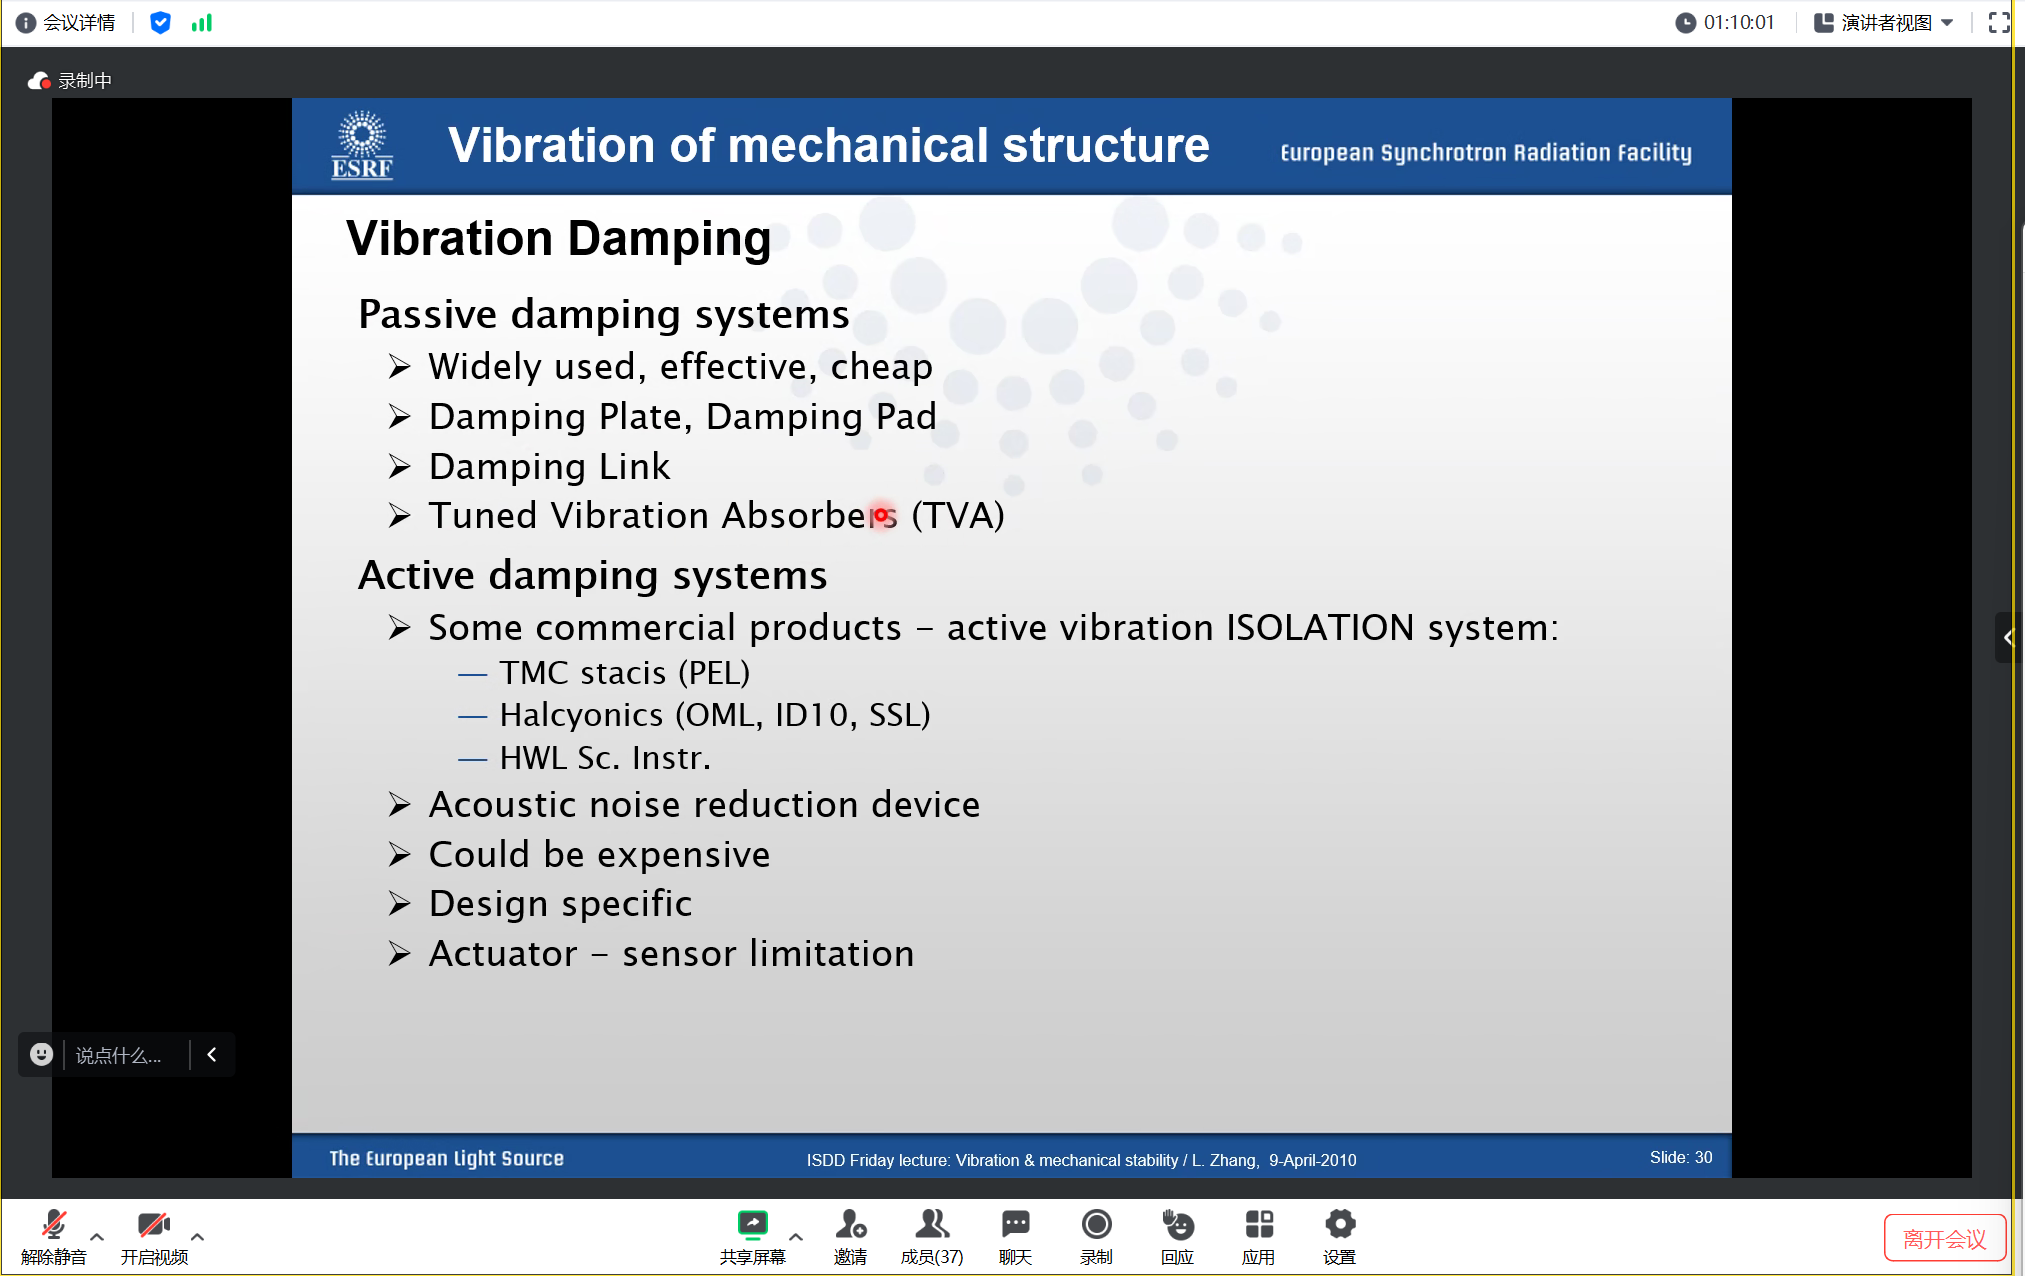 会议详情
01:10:01
演讲者视图
录制中
ESRF
Vibration of mechanical structure
European Synchrotron Radiation Facility
Vibration Damping
Passive damping systems
➢ Widely used, effective, cheap
➢ Damping Plate, Damping Pad
➢ Damping Link
➢ Tuned Vibration Absorbers (TVA)
Active damping systems
➢ Some commercial products – active vibration ISOLATION system:
— TMC stacis (PEL)
— Halcyonics (OML, ID10, SSL)
— HWL Sc. Instr.
➢ Acoustic noise reduction device
➢ Could be expensive
➢ Design specific
➢ Actuator – sensor limitation
说点什么...
The European Light Source
ISDD Friday lecture: Vibration & mechanical stability / L. Zhang, 9-April-2010
Slide: 30
解除静音
开启视频
共享屏幕
邀请
成员(37)
聊天
录制
回应
应用
设置
离开会议